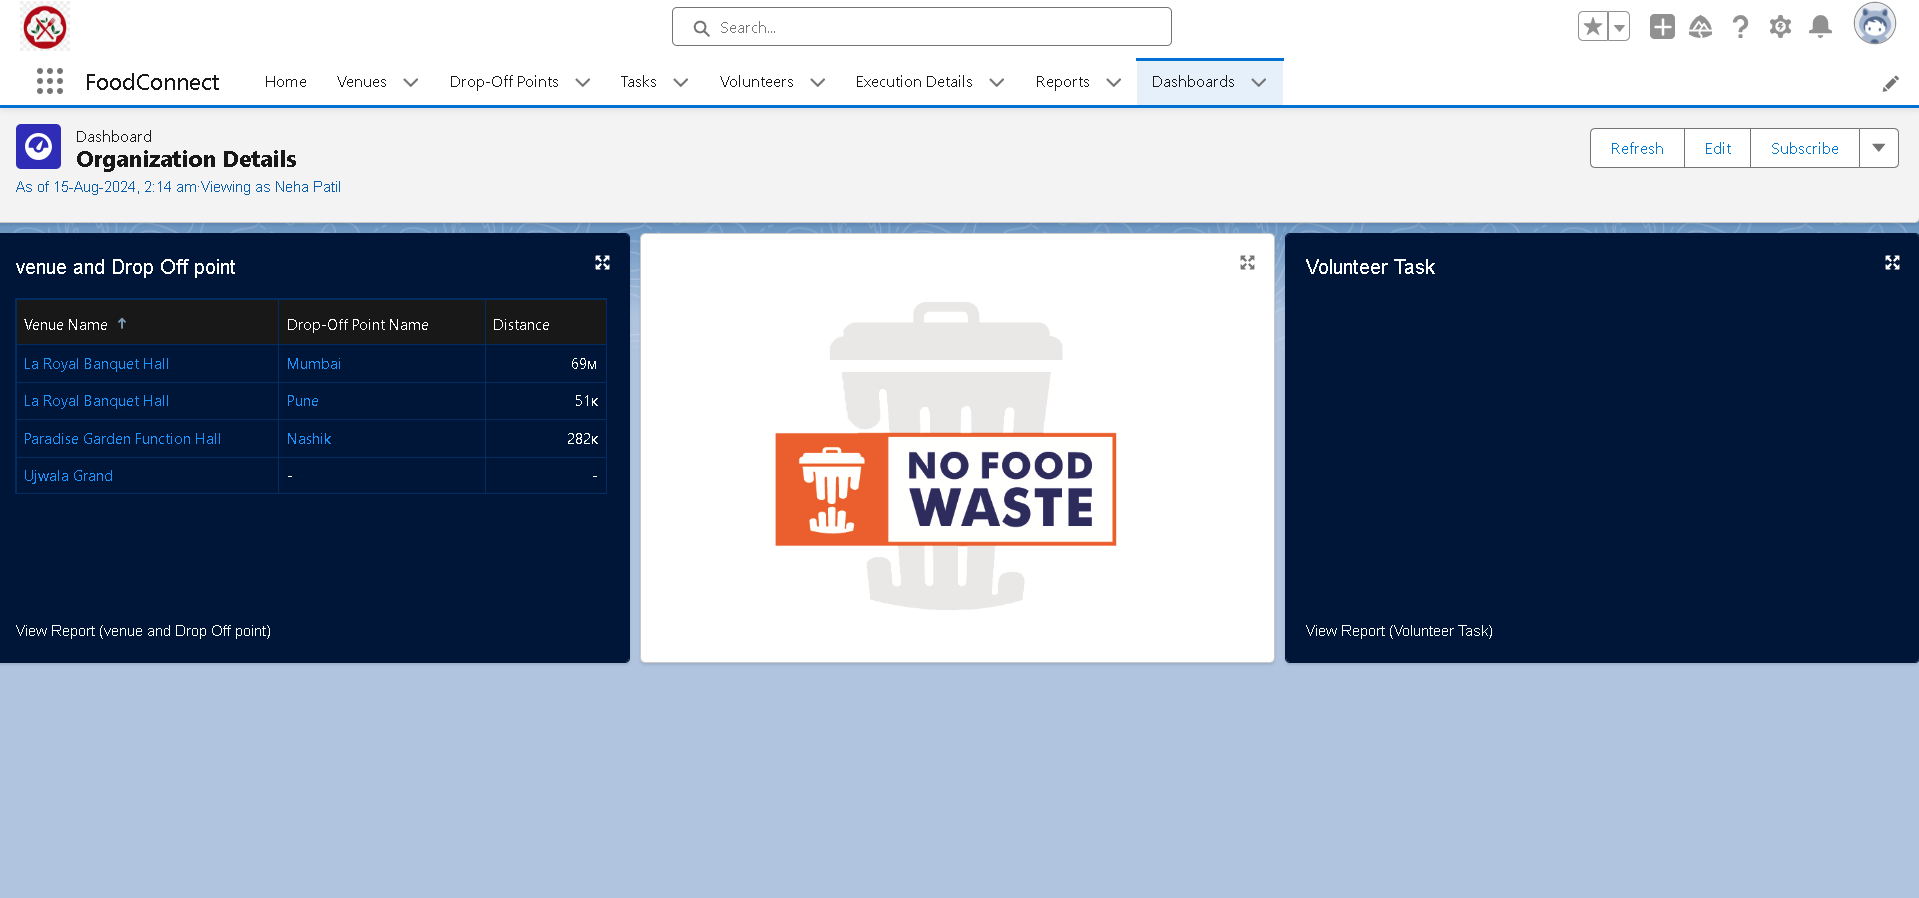 Search...
FoodConnect Home Venues Drop-Off Points Tasks Volunteers Execution Details Reports Dashboards
Dashboard
Organization Details
As of 15-Aug-2024, 2:14 am·Viewing as Neha Patil
Refresh Edit Subscribe
venue and Drop Off point
Venue Name ↑ Drop-Off Point Name Distance
La Royal Banquet Hall Mumbai 69M
La Royal Banquet Hall Pune 51K
Paradise Garden Function Hall Nashik 282K
Ujwala Grand - -
View Report (venue and Drop Off point)
NO FOOD
WASTE
Volunteer Task
View Report (Volunteer Task)